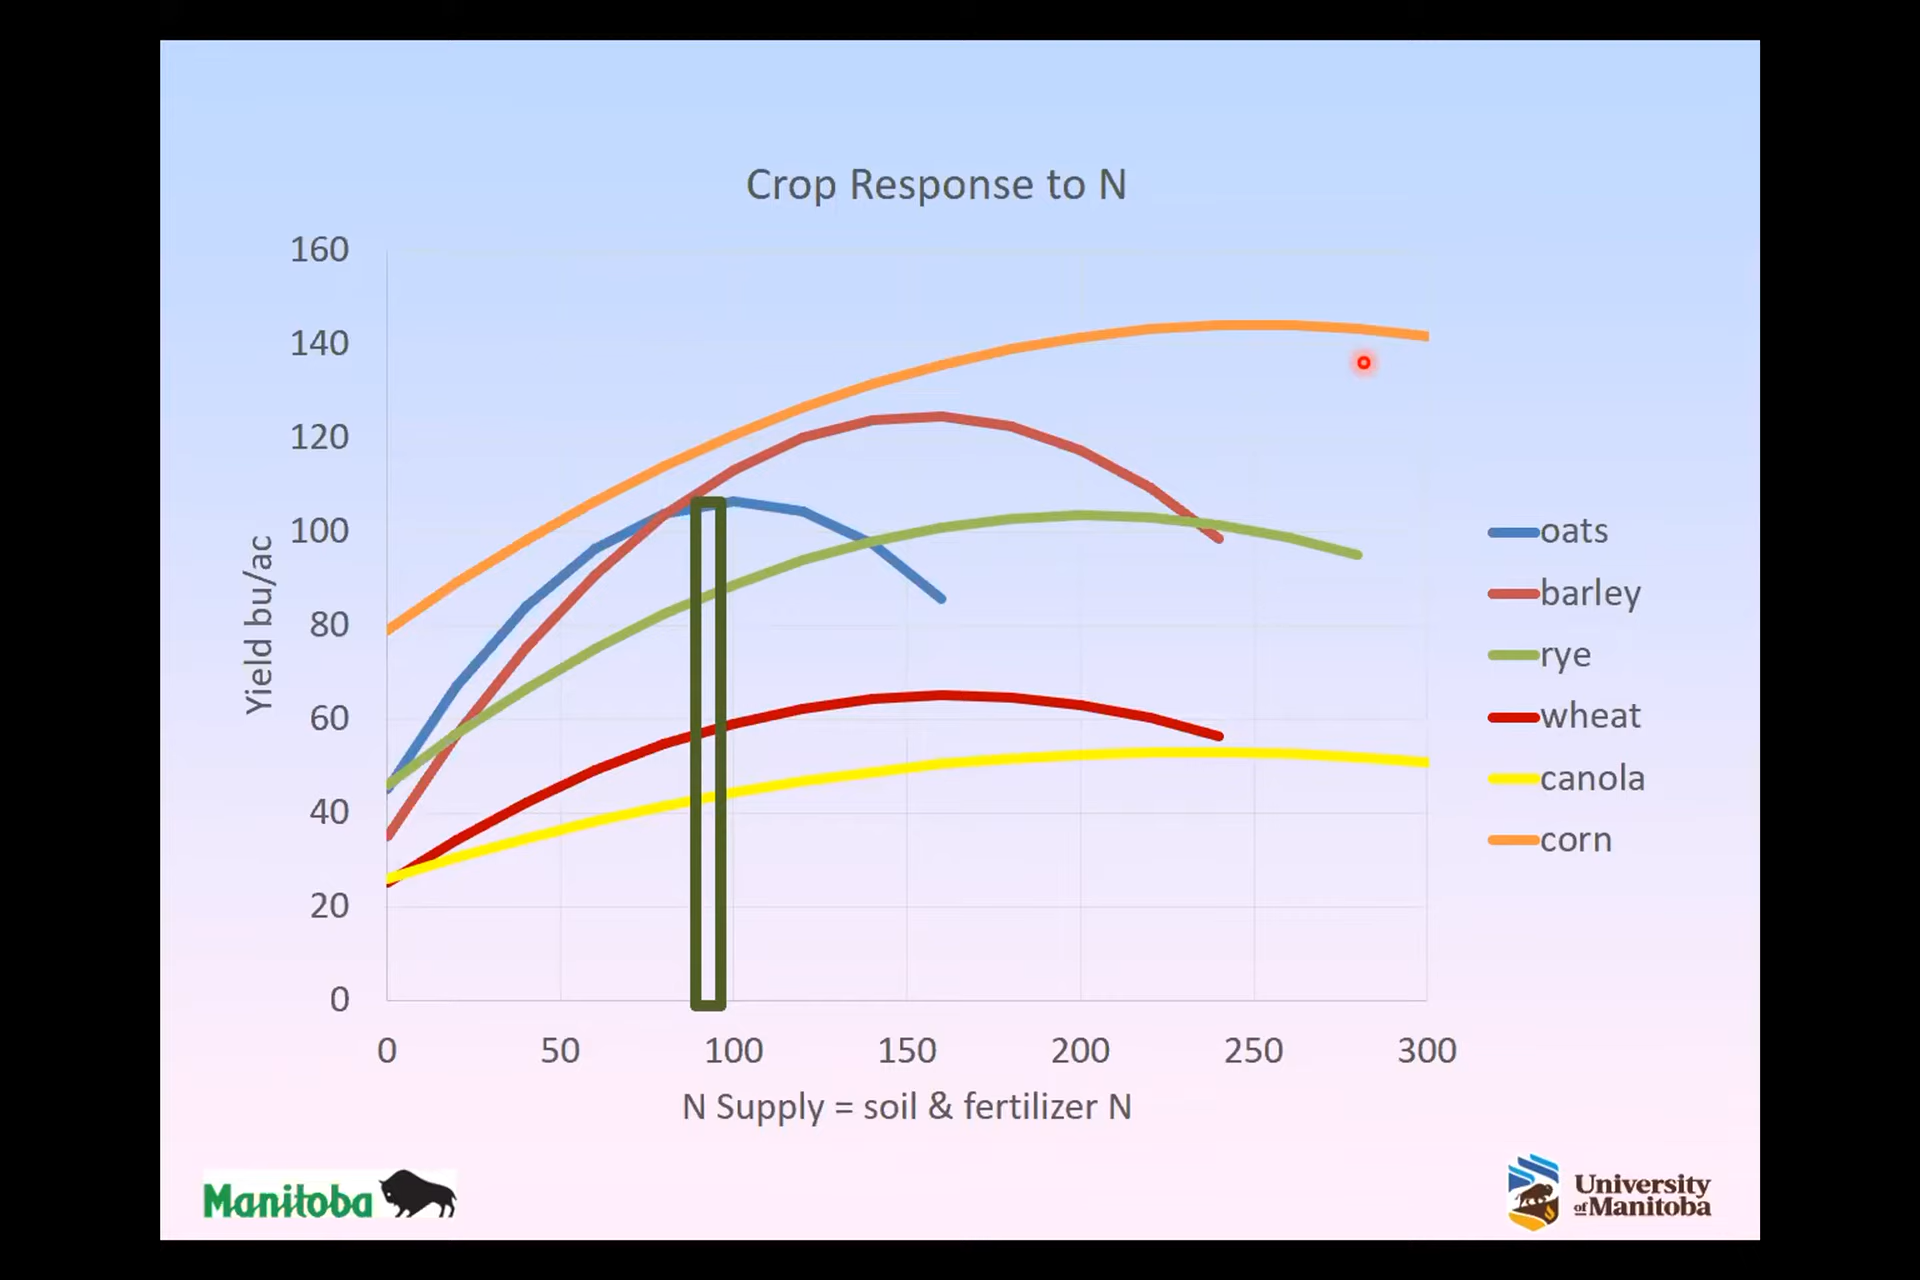 Crop Response to N
160
140
120
100
80
60
40
20
0
Yield bu/ac
0 50 100 150 200 250 300
N Supply = soil & fertilizer N
oats
barley
rye
wheat
canola
corn
Manitoba
University
of Manitoba